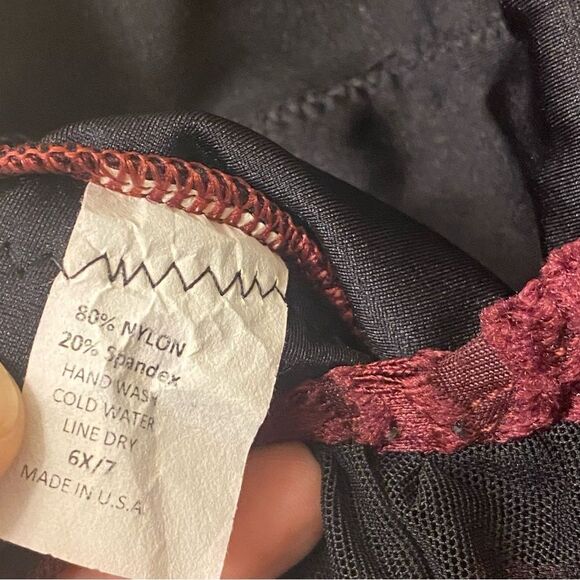 80% NYLON
20% Spandex
HAND WASH
COLD WATER
LINE DRY
6X/7
MADE IN U.S.A.